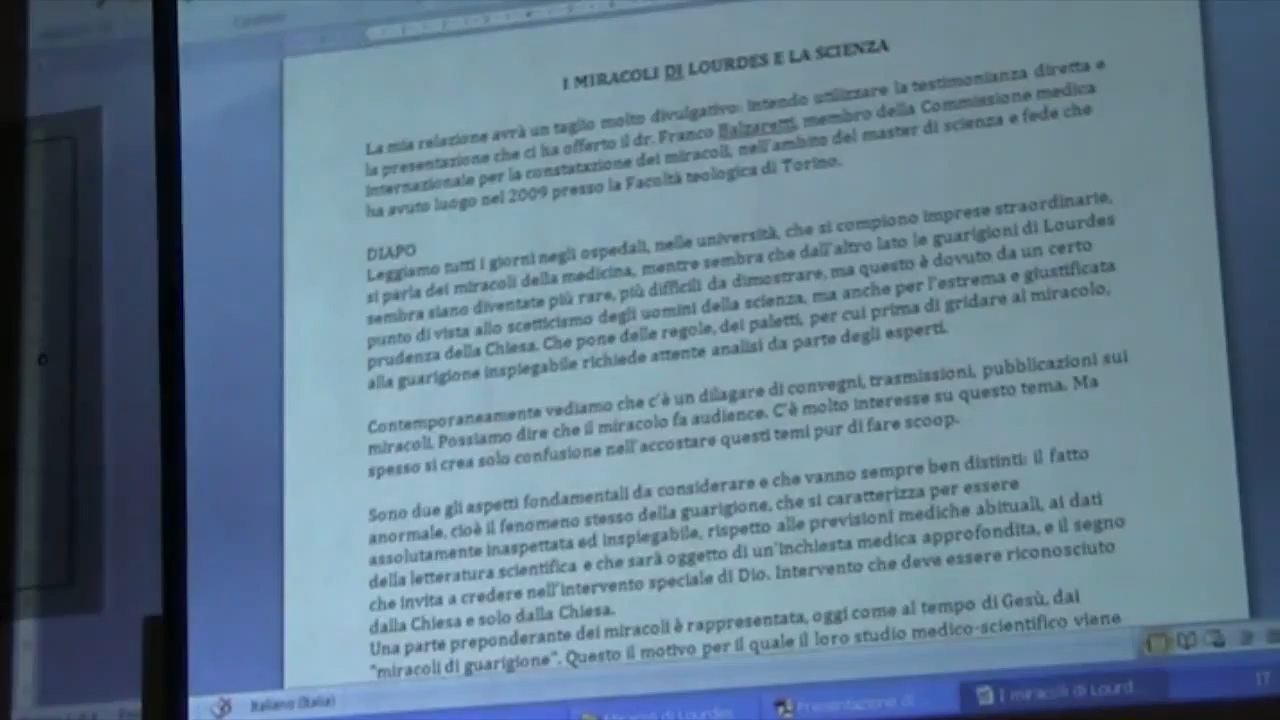 I MIRACOLI DI LOURDES E LA SCIENZA
La mia relazione avrà un taglio molto divulgativo: intendo utilizzare la testimonianza diretta e
la presentazione che ci ha offerto il dr. Franco Balzaretti, membro della Commissione medica
internazionale per la constatazione dei miracoli, nell'ambito del master di scienza e fede che
ha avuto luogo nel 2009 presso la Facoltà teologica di Torino.
DIAPO
Leggiamo tutti i giorni negli ospedali, nelle università, che si compiono imprese straordinarie,
si parla dei miracoli della medicina, mentre sembra che dall'altro lato le guarigioni di Lourdes
sembra siano diventate più rare, più difficili da dimostrare, ma questo è dovuto da un certo
punto di vista allo scetticismo degli uomini della scienza, ma anche per l'estrema e giustificata
prudenza della Chiesa. Che pone delle regole, dei paletti, per cui prima di gridare al miracolo,
alla guarigione inspiegabile richiede attente analisi da parte degli esperti.
Contemporaneamente vediamo che c'è un dilagare di convegni, trasmissioni, pubblicazioni sui
miracoli. Possiamo dire che il miracolo fa audience. C'è molto interesse su questo tema. Ma
spesso si crea solo confusione nell'accostare questi temi pur di fare scoop.
Sono due gli aspetti fondamentali da considerare e che vanno sempre ben distinti: il fatto
anormale, cioè il fenomeno stesso della guarigione, che si caratterizza per essere
assolutamente inaspettata ed inspiegabile, rispetto alle previsioni mediche abituali, ai dati
della letteratura scientifica e che sarà oggetto di un'inchiesta medica approfondita, e il segno
che invita a credere nell'intervento speciale di Dio. Intervento che deve essere riconosciuto
dalla Chiesa e solo dalla Chiesa.
Una parte preponderante dei miracoli è rappresentata, oggi come al tempo di Gesù, dai
"miracoli di guarigione". Questo il motivo per il quale il loro studio medico-scientifico viene
Italiano (Italia)
Miracoli di Lourdes
Presentazione di
I miracoli di Lourd
IT